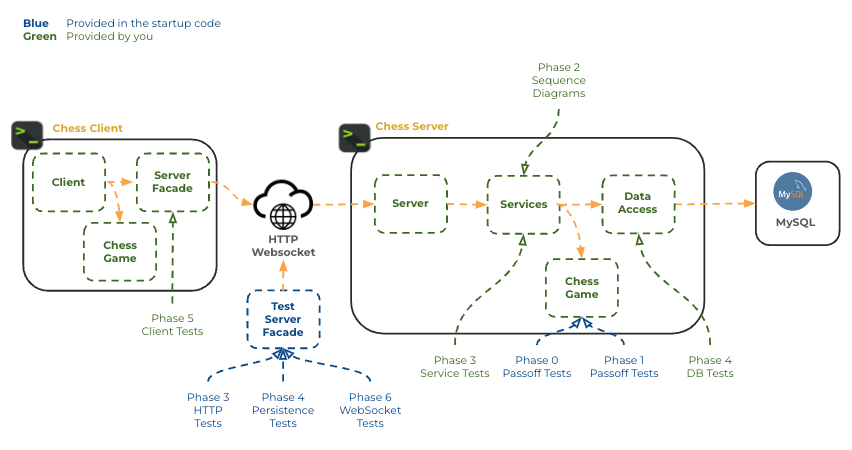 Blue Provided in the startup code
Green Provided by you
Phase 2
Sequence
Diagrams
Chess Client
Chess Server
>_
>_
Client
Server
Facade
Chess
Game
HTTP
Websocket
Server
Services
Data
Access
Chess
Game
MySQL
MySQL
Test
Server
Facade
Phase 5
Client Tests
Phase 3
Service Tests
Phase 0
Passoff Tests
Phase 1
Passoff Tests
Phase 4
DB Tests
Phase 3
HTTP
Tests
Phase 4
Persistence
Tests
Phase 6
WebSocket
Tests